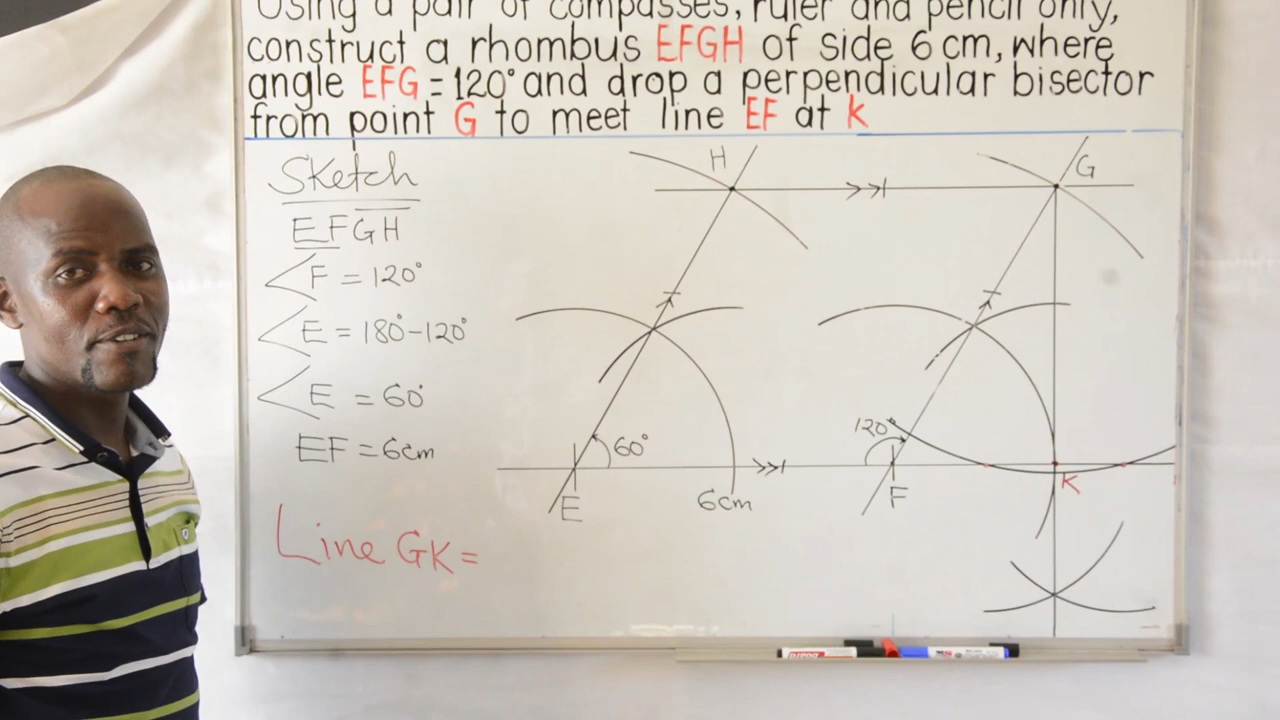 Using a pair of compasses, ruler and pencil only,
construct a rhombus EFGH of side 6 cm, where
angle EFG = 120° and drop a perpendicular bisector
from point G to meet line EF at K
Sketch
EFGH
<F = 120°
<E = 180°-120°
<E = 60°
EF = 6cm
Line GK =
H
G
60°
120°
E
6cm
F
K